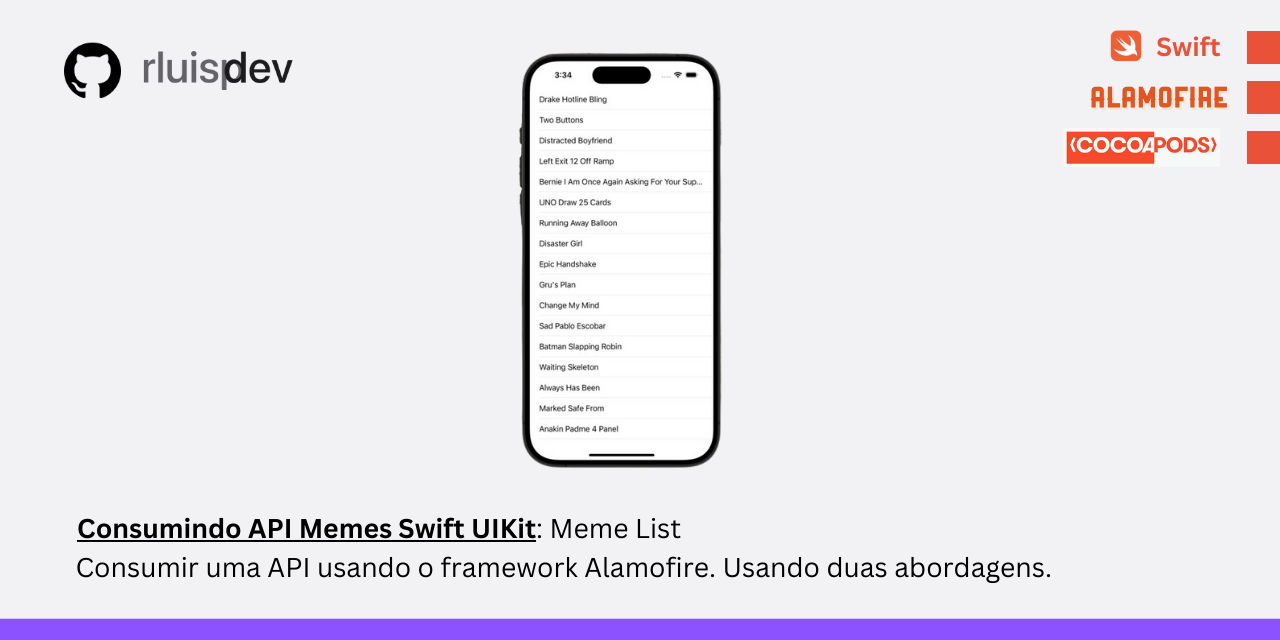 rluispdev
Swift
ALAMOFIRE
COCOAPODS
3:34
Drake Hotline Bling
Two Buttons
Distracted Boyfriend
Left Exit 12 Off Ramp
Bernie I Am Once Again Asking For Your Sup...
UNO Draw 25 Cards
Running Away Balloon
Disaster Girl
Epic Handshake
Gru's Plan
Change My Mind
Sad Pablo Escobar
Batman Slapping Robin
Waiting Skeleton
Always Has Been
Marked Safe From
Anakin Padme 4 Panel
Consumindo API Memes Swift UIKit: Meme List
Consumir uma API usando o framework Alamofire. Usando duas abordagens.